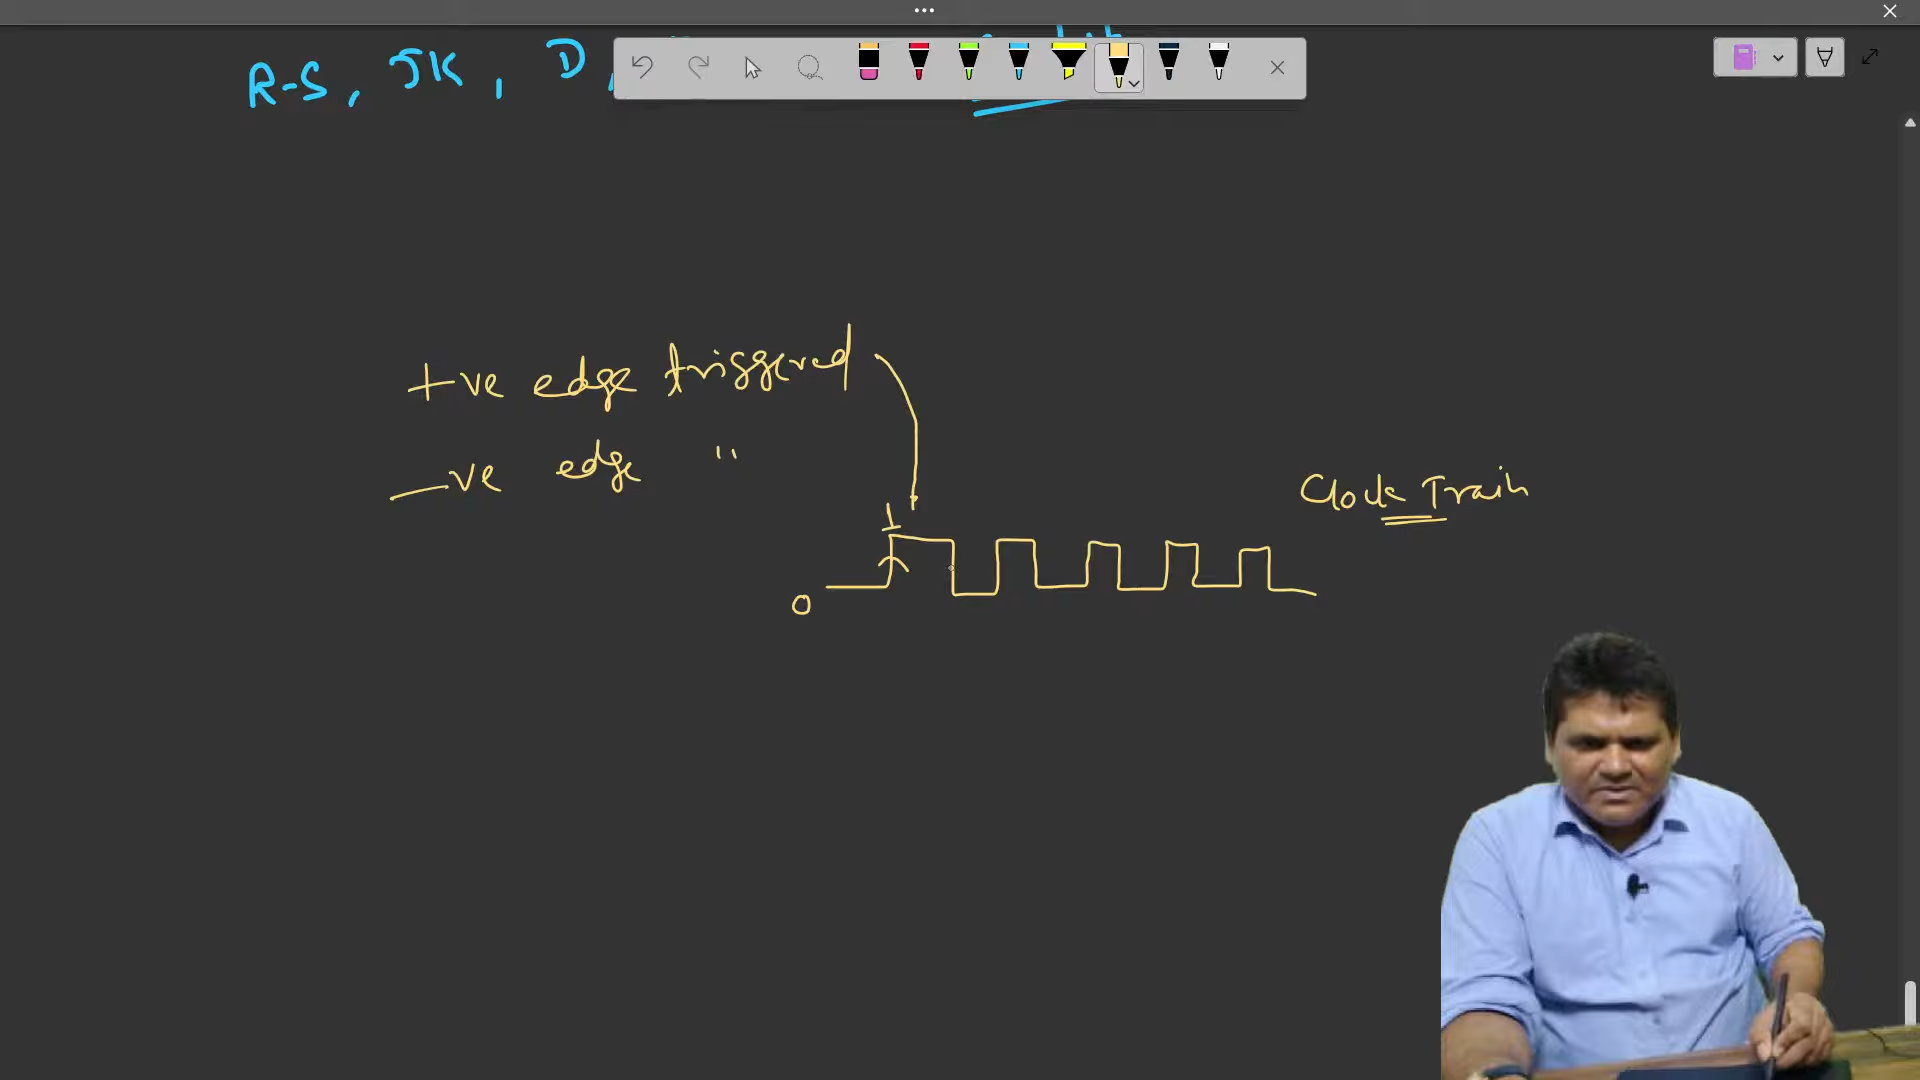 R-S, JK, D,
+ve edge triggered
-ve edge "
Clock Train
1
0